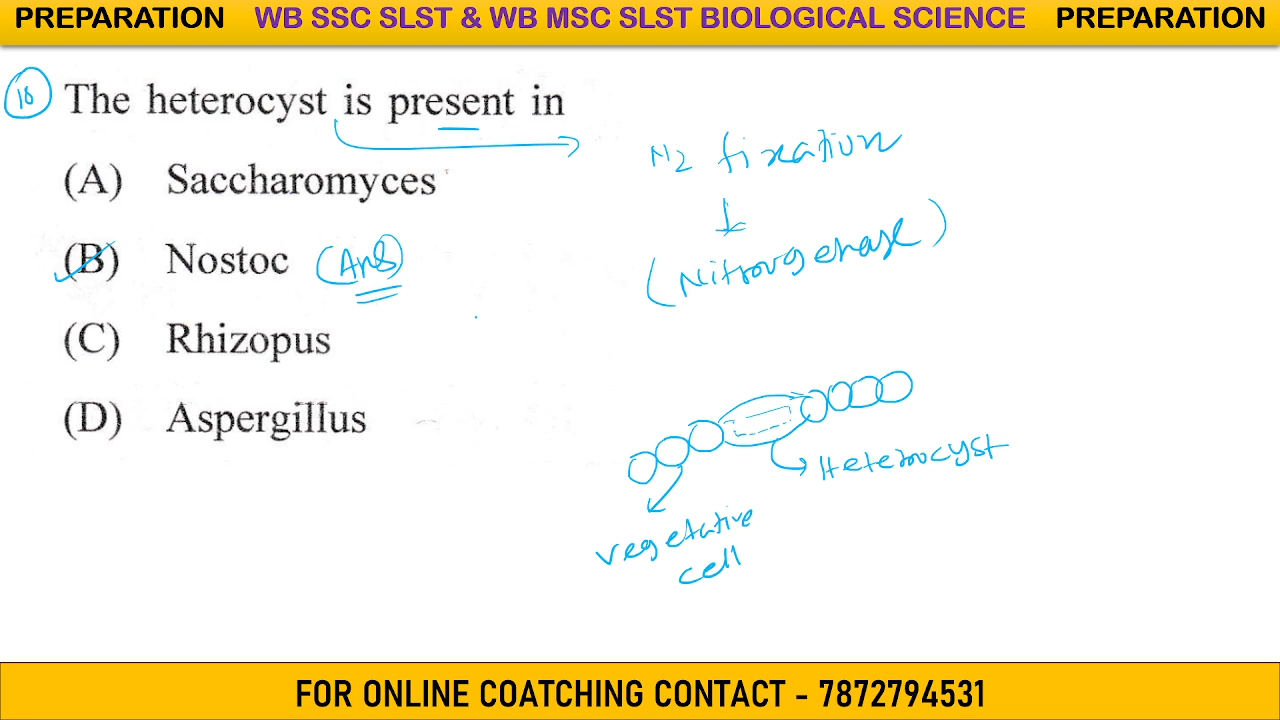 PREPARATION WB SSC SLST & WB MSC SLST BIOLOGICAL SCIENCE PREPARATION
The heterocyst is present in
(A) Saccharomyces
(B) Nostoc (Ans)
(C) Rhizopus
(D) Aspergillus
N2 fixation
(Nitrogenase)
Heterocyst
vegetative
cell
FOR ONLINE COATCHING CONTACT - 7872794531